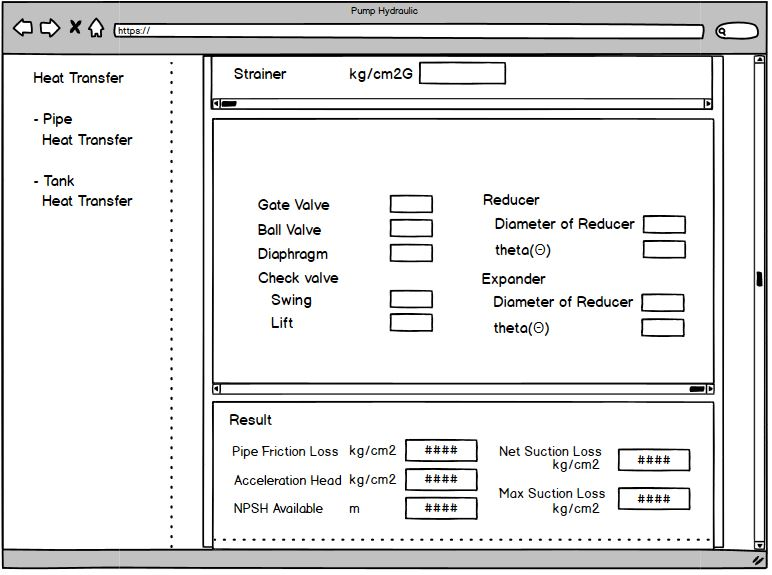 Pump Hydraulic
https://
Heat Transfer
- Pipe
Heat Transfer
- Tank
Heat Transfer
Strainer kg/cm2G
Gate Valve
Ball Valve
Diaphragm
Check valve
Swing
Lift
Reducer
Diameter of Reducer
theta(Θ)
Expander
Diameter of Reducer
theta(Θ)
Result
Pipe Friction Loss kg/cm2 ####
Acceleration Head kg/cm2 ####
NPSH Available m ####
Net Suction Loss
kg/cm2 ####
Max Suction Loss
kg/cm2 ####